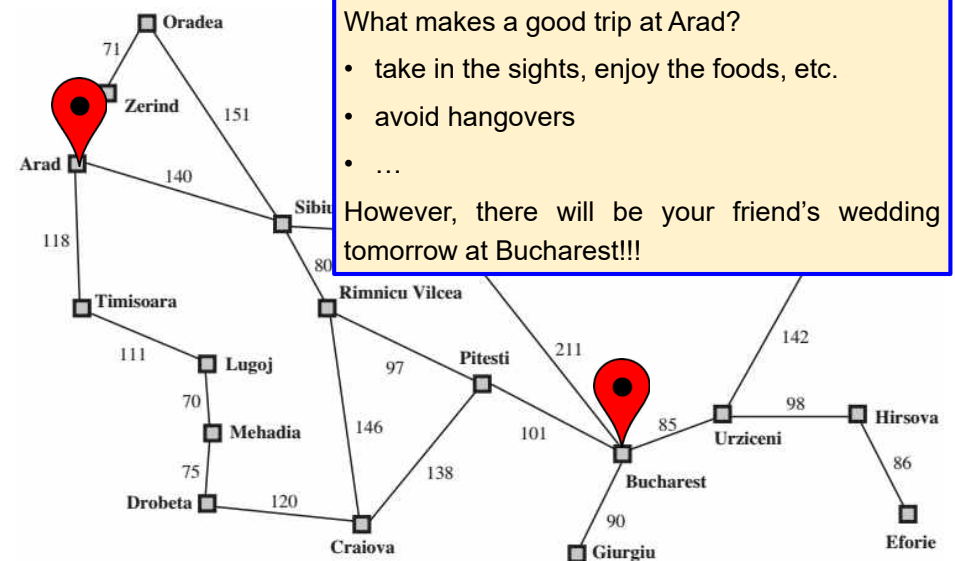 What makes a good trip at Arad?
• take in the sights, enjoy the foods, etc.
• avoid hangovers
• …
However, there will be your friend's wedding
tomorrow at Bucharest!!!
Oradea
71
Zerind
151
Arad
140
Sibiu
118
80
Rimnicu Vilcea
Timisoara
142
111
Lugoj
97
Pitesti
211
70
Mehadia
146
101
85
98
Hirsova
Urziceni
138
75
Bucharest
86
Drobeta
120
90
Craiova
Giurgiu
Eforie